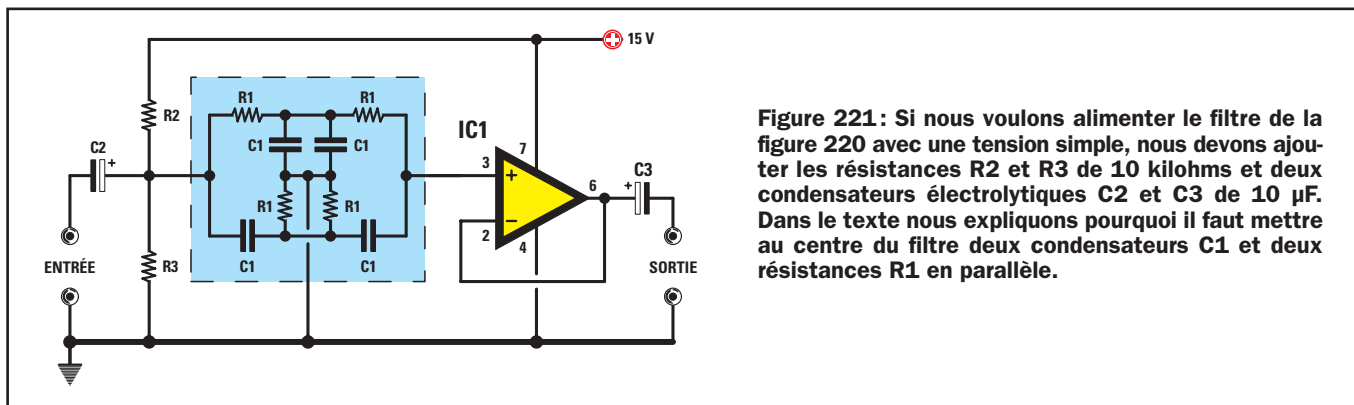 15 V
R2
R1
R1
IC1
C2
+
C1
C1
3
+
7
6
+
C3
R1
R1
2
−
4
ENTRÉE
R3
C1
C1
SORTIE
Figure 221: Si nous voulons alimenter le filtre de la
figure 220 avec une tension simple, nous devons ajou-
ter les résistances R2 et R3 de 10 kilohms et deux
condensateurs électrolytiques C2 et C3 de 10 µF.
Dans le texte nous expliquons pourquoi il faut mettre
au centre du filtre deux condensateurs C1 et deux
résistances R1 en parallèle.